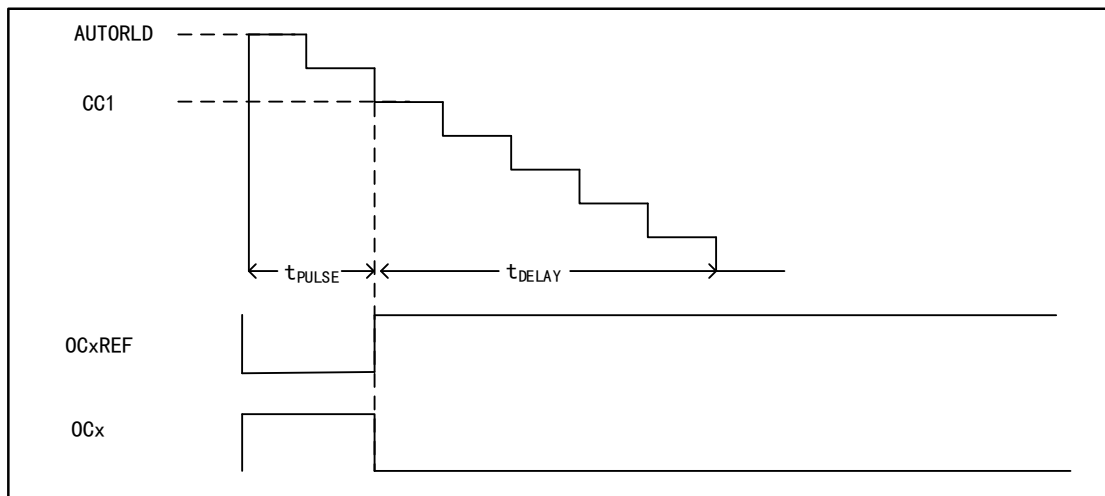 AUTORLD
CC1
tPULSE
tDELAY
OCxREF
OCx